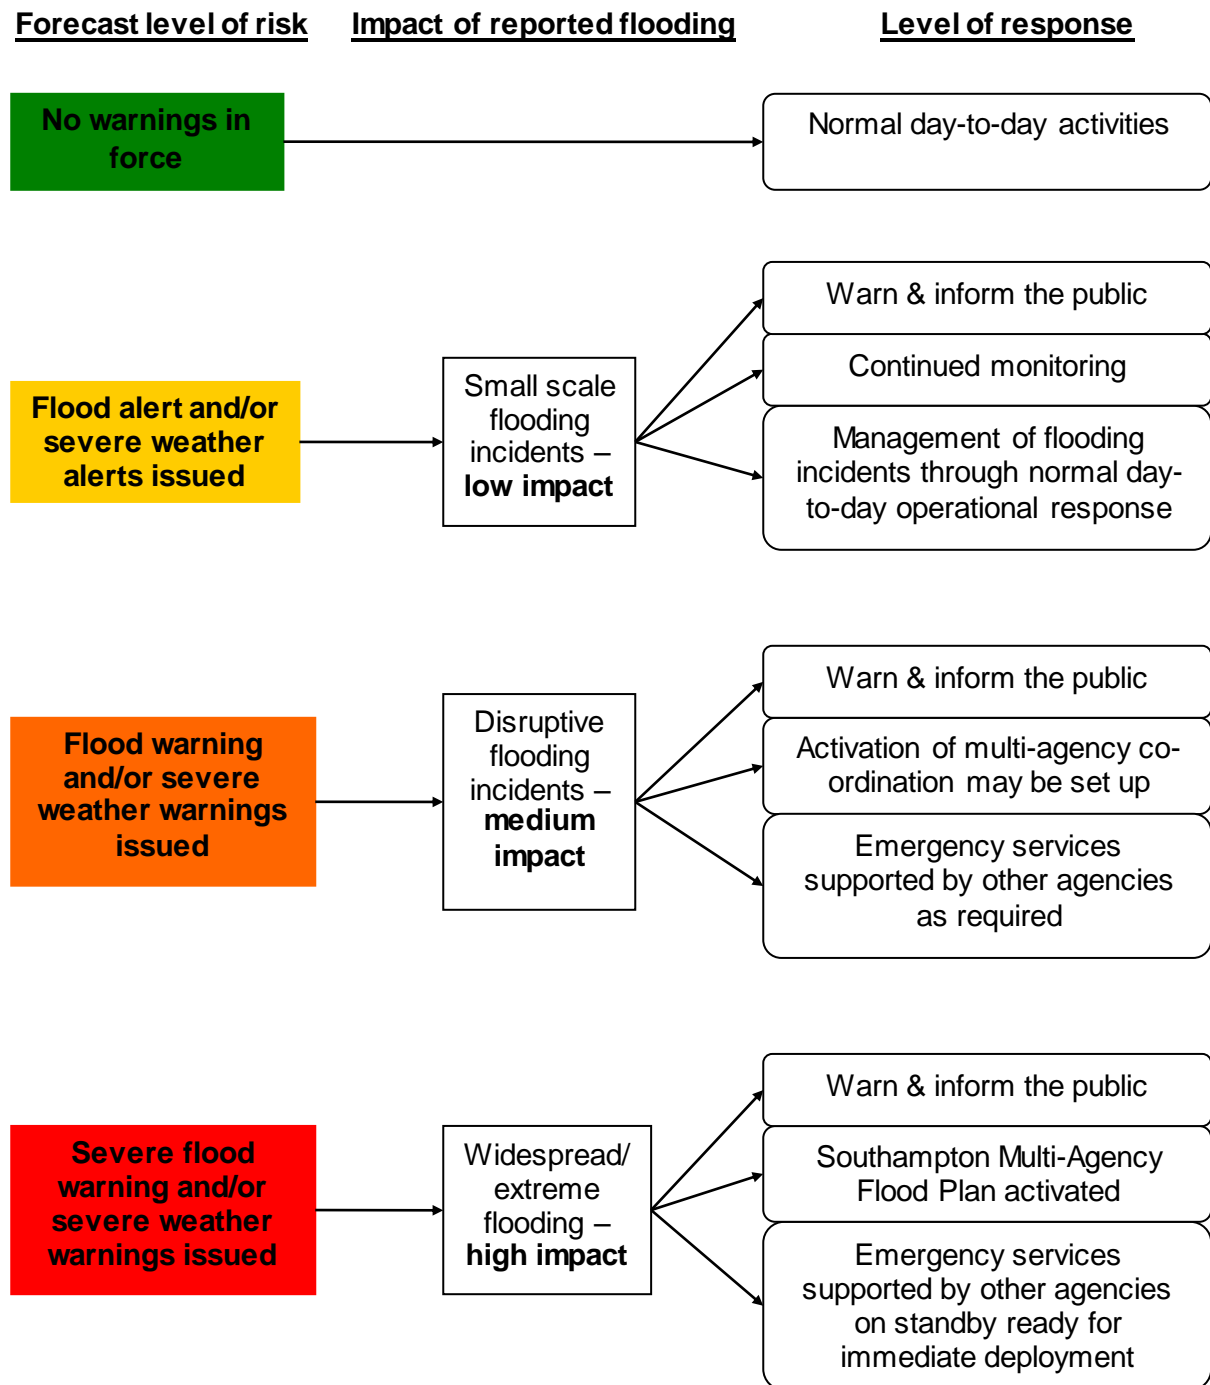 Forecast level of risk
Impact of reported flooding
Level of response
No warnings in
force
Normal day-to-day activities
Flood alert and/or
severe weather
alerts issued
Small scale
flooding
incidents –
low impact
Warn & inform the public
Continued monitoring
Management of flooding
incidents through normal day-
to-day operational response
Flood warning
and/or severe
weather warnings
issued
Disruptive
flooding
incidents –
medium
impact
Warn & inform the public
Activation of multi-agency co-
ordination may be set up
Emergency services
supported by other agencies
as required
Severe flood
warning and/or
severe weather
warnings issued
Widespread/
extreme
flooding –
high impact
Warn & inform the public
Southampton Multi-Agency
Flood Plan activated
Emergency services
supported by other agencies
on standby ready for
immediate deployment